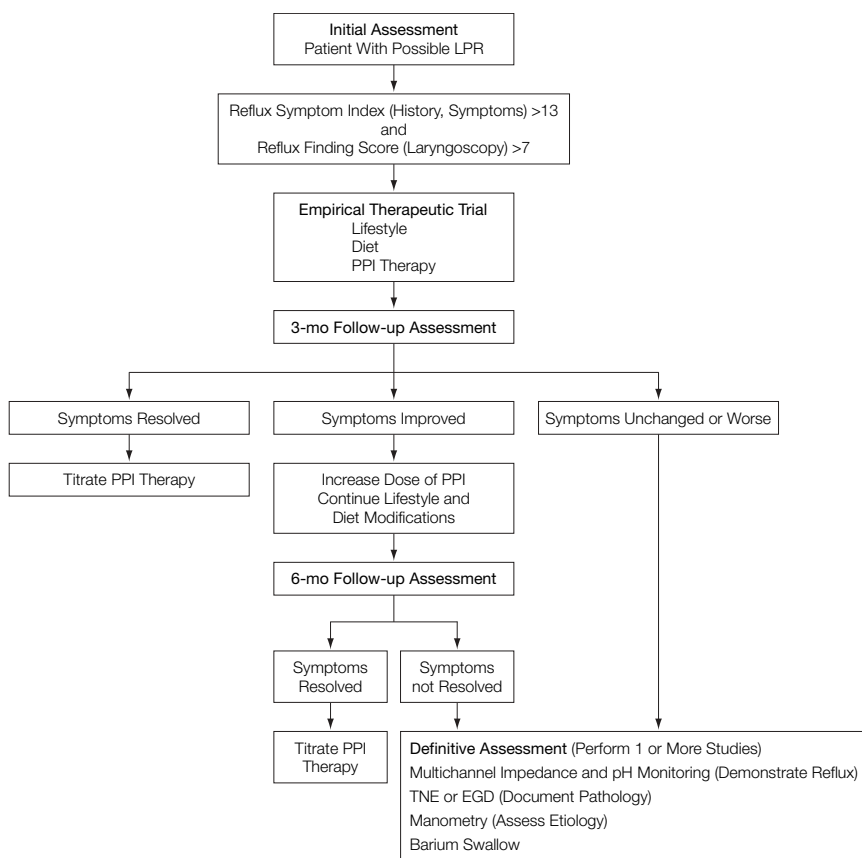 Initial Assessment
Patient With Possible LPR
Reflux Symptom Index (History, Symptoms) >13
and
Reflux Finding Score (Laryngoscopy) >7
Empirical Therapeutic Trial
Lifestyle
Diet
PPI Therapy
3-mo Follow-up Assessment
Symptoms Resolved
Symptoms Improved
Symptoms Unchanged or Worse
Titrate PPI Therapy
Increase Dose of PPI
Continue Lifestyle and
Diet Modifications
6-mo Follow-up Assessment
Symptoms
Resolved
Symptoms
not Resolved
Titrate PPI
Therapy
Definitive Assessment (Perform 1 or More Studies)
Multichannel Impedance and pH Monitoring (Demonstrate Reflux)
TNE or EGD (Document Pathology)
Manometry (Assess Etiology)
Barium Swallow